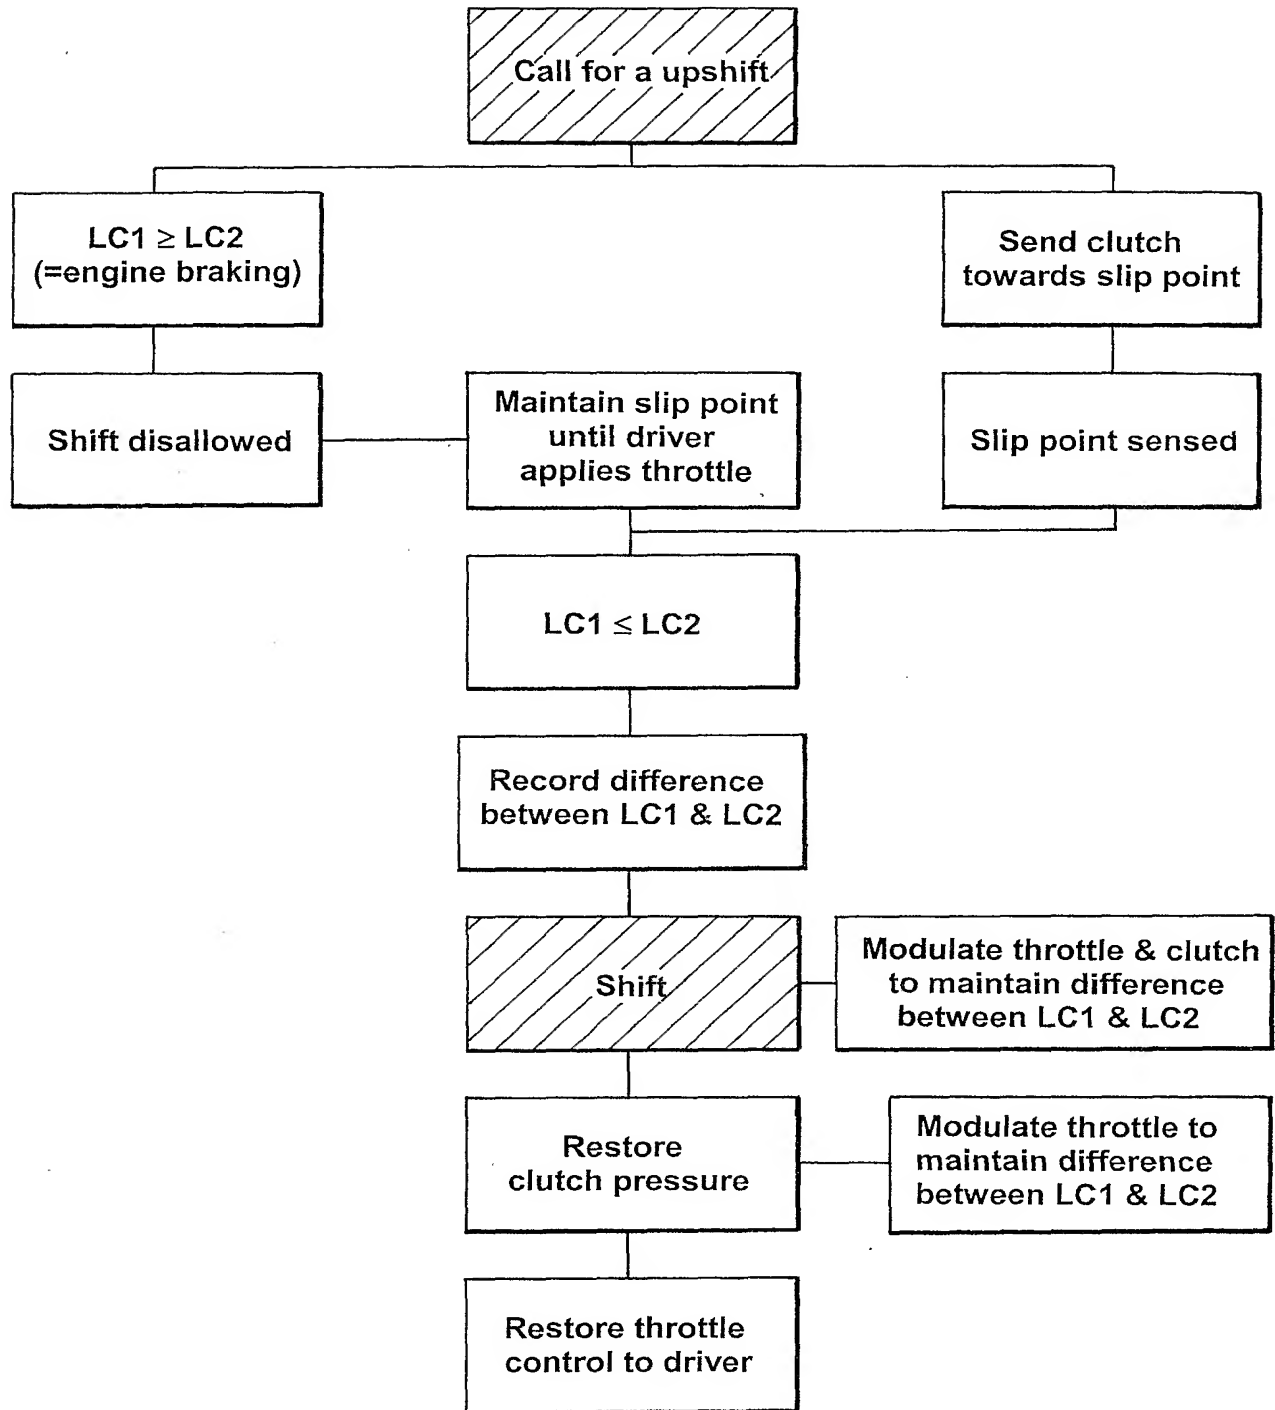 Call for a upshift
LC1 ≥ LC2
(=engine braking)
Send clutch
towards slip point
Shift disallowed
Maintain slip point
until driver
applies throttle
Slip point sensed
LC1 ≤ LC2
Record difference
between LC1 & LC2
Shift
Modulate throttle & clutch
to maintain difference
between LC1 & LC2
Restore
clutch pressure
Modulate throttle to
maintain difference
between LC1 & LC2
Restore throttle
control to driver